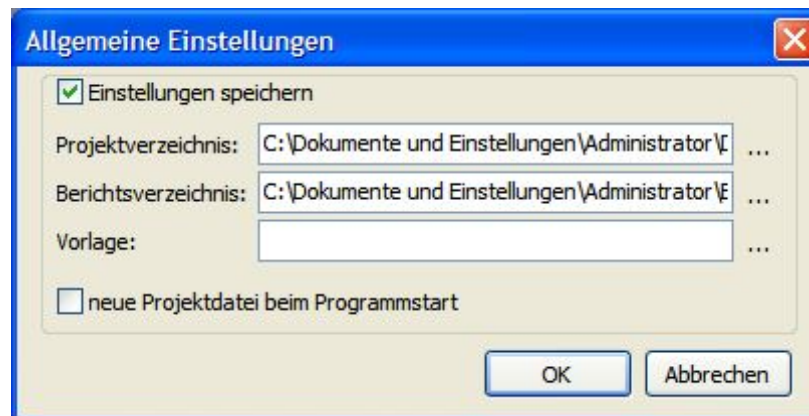 Allgemeine Einstellungen
Einstellungen speichern
Projektverzeichnis: C:\Dokumente und Einstellungen\Administrator\D ...
Berichtsverzeichnis: C:\Dokumente und Einstellungen\Administrator\E ...
Vorlage: ...
neue Projektdatei beim Programmstart
OK Abbrechen